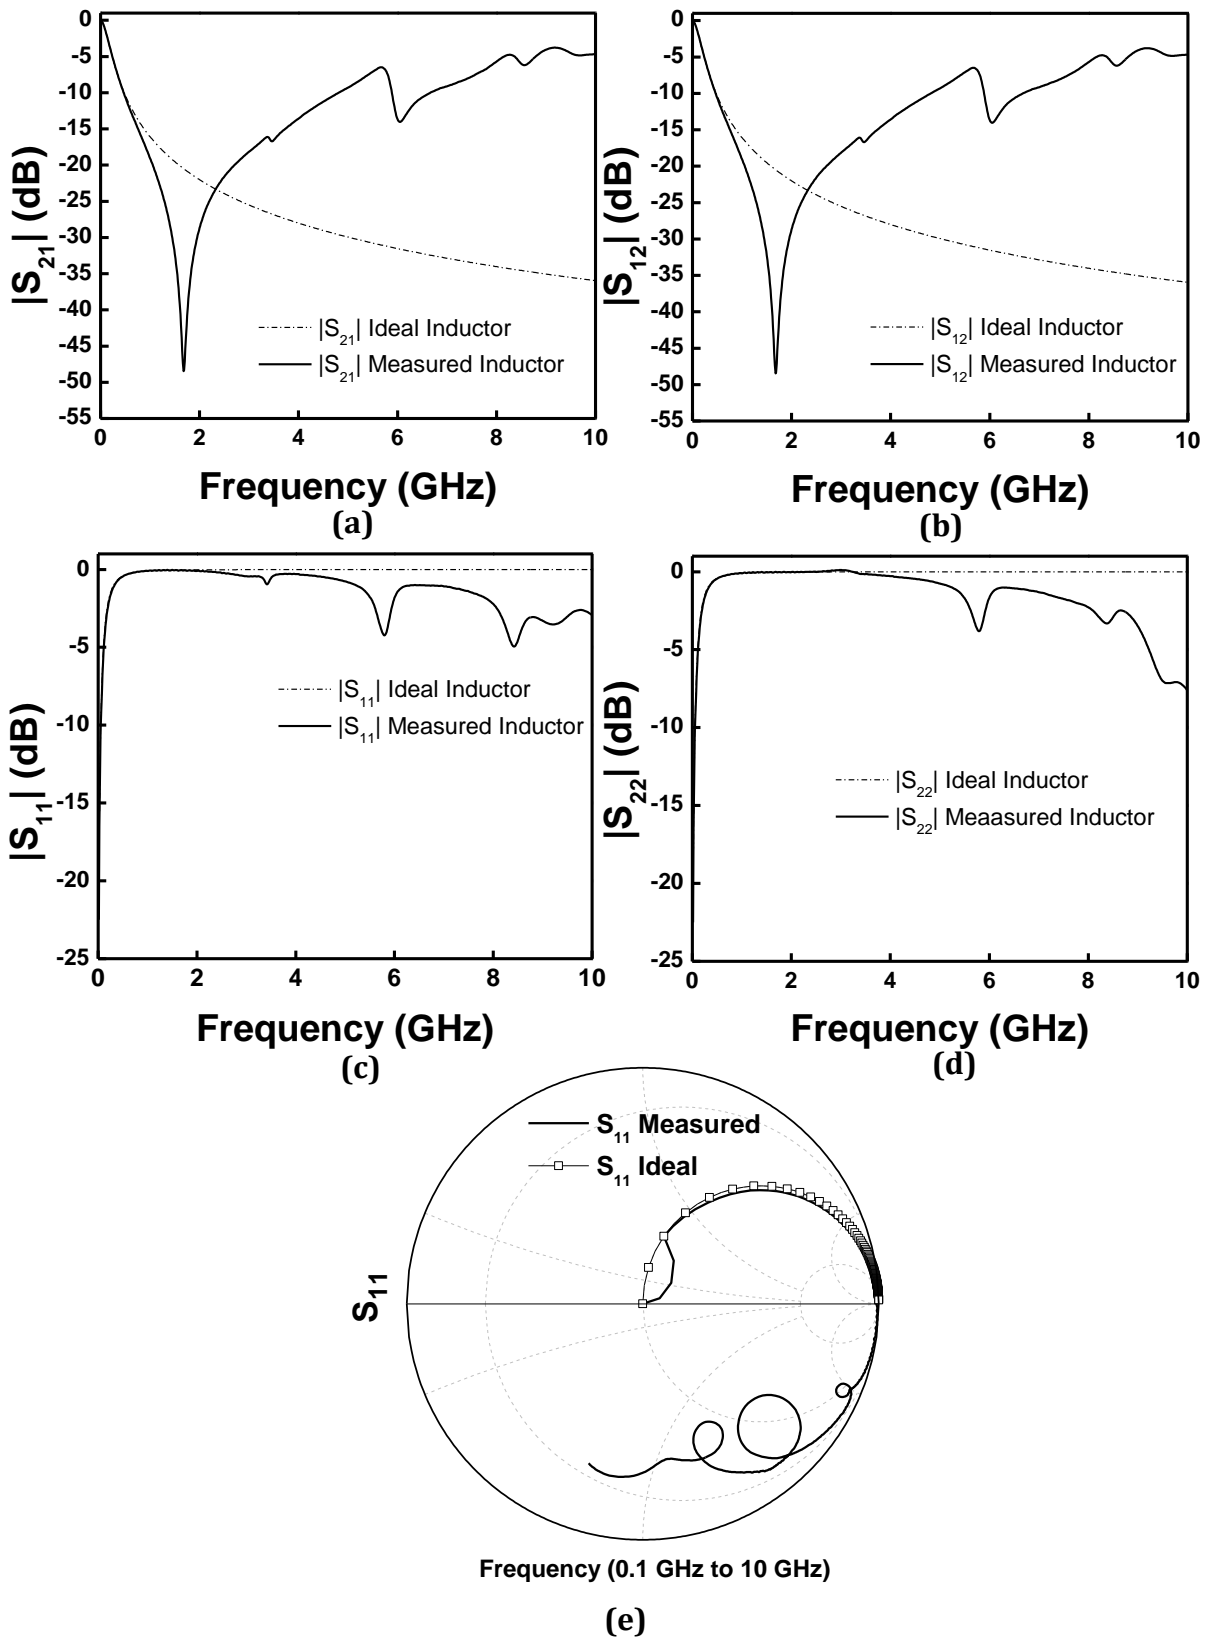 0
-5
-10
-15
-20
-25
-30
-35
-40
-45
-50
-55
|S21| (dB)
|S21| Ideal Inductor
|S21| Measured Inductor
0 2 4 6 8 10
Frequency (GHz)
(a)
0
-5
-10
-15
-20
-25
-30
-35
-40
-45
-50
-55
|S12| (dB)
|S12| Ideal Inductor
|S12| Measured Inductor
0 2 4 6 8 10
Frequency (GHz)
(b)
0
-5
-10
-15
-20
-25
|S11| (dB)
|S11| Ideal Inductor
|S11| Measured Inductor
0 2 4 6 8 10
Frequency (GHz)
(c)
0
-5
-10
-15
-20
-25
|S22| (dB)
|S22| Ideal Inductor
|S22| Meaasured Inductor
0 2 4 6 8 10
Frequency (GHz)
(d)
S11 Measured
S11 Ideal
S11
Frequency (0.1 GHz to 10 GHz)
(e)